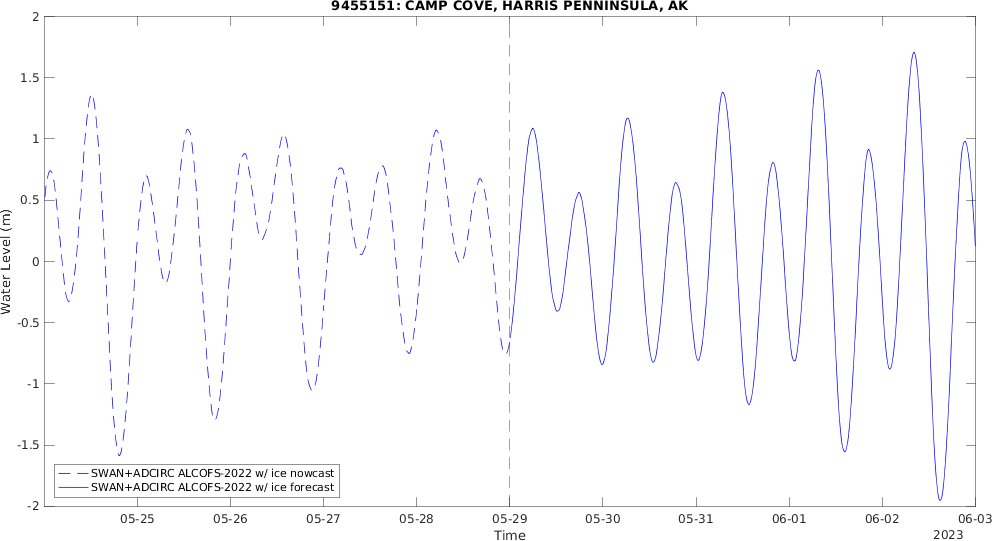 9455151: CAMP COVE, HARRIS PENNINSULA, AK
2
1.5
1
0.5
0
-0.5
-1
-1.5
-2
Water Level (m)
SWAN+ADCIRC ALCOFS-2022 w/ ice nowcast
SWAN+ADCIRC ALCOFS-2022 w/ ice forecast
05-25 05-26 05-27 05-28 05-29 05-30 05-31 06-01 06-02 06-03
Time
2023